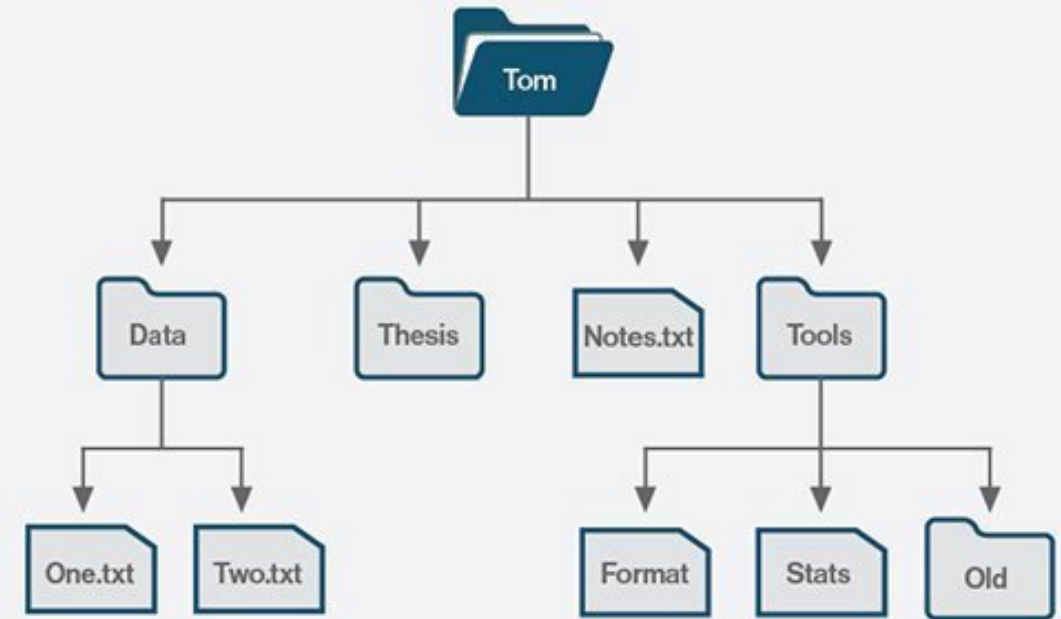 Tom
Data
Thesis
Notes.txt
Tools
One.txt
Two.txt
Format
Stats
Old